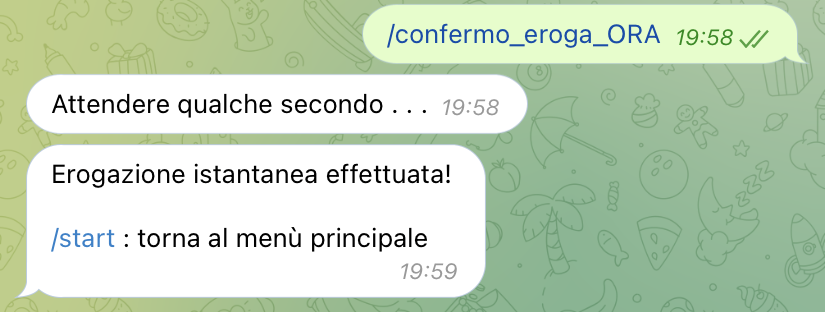 /confermo_eroga_ORA 19:58
Attendere qualche secondo . . . 19:58
Erogazione istantanea effettuata!
/start : torna al menù principale
19:59